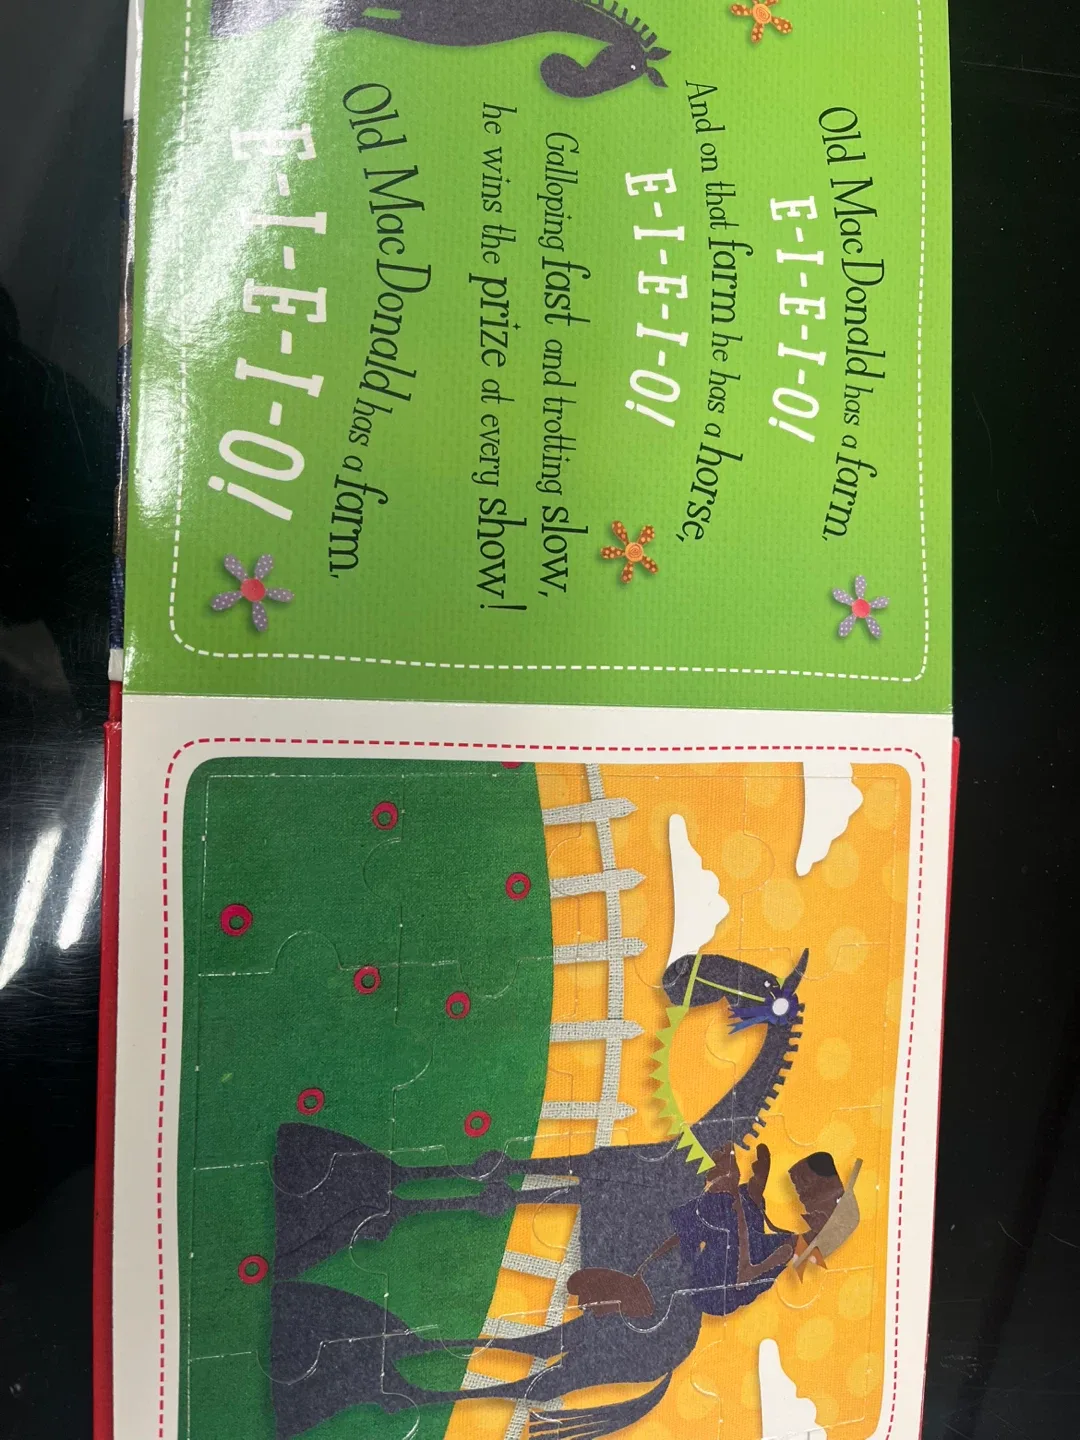 Old MacDonald has a farm,
E-I-E-I-O!
And on that farm he has a horse,
E-I-E-I-O!
Galloping fast and trotting slow,
he wins the prize at every show!
Old MacDonald has a farm,
E-I-E-I-O!